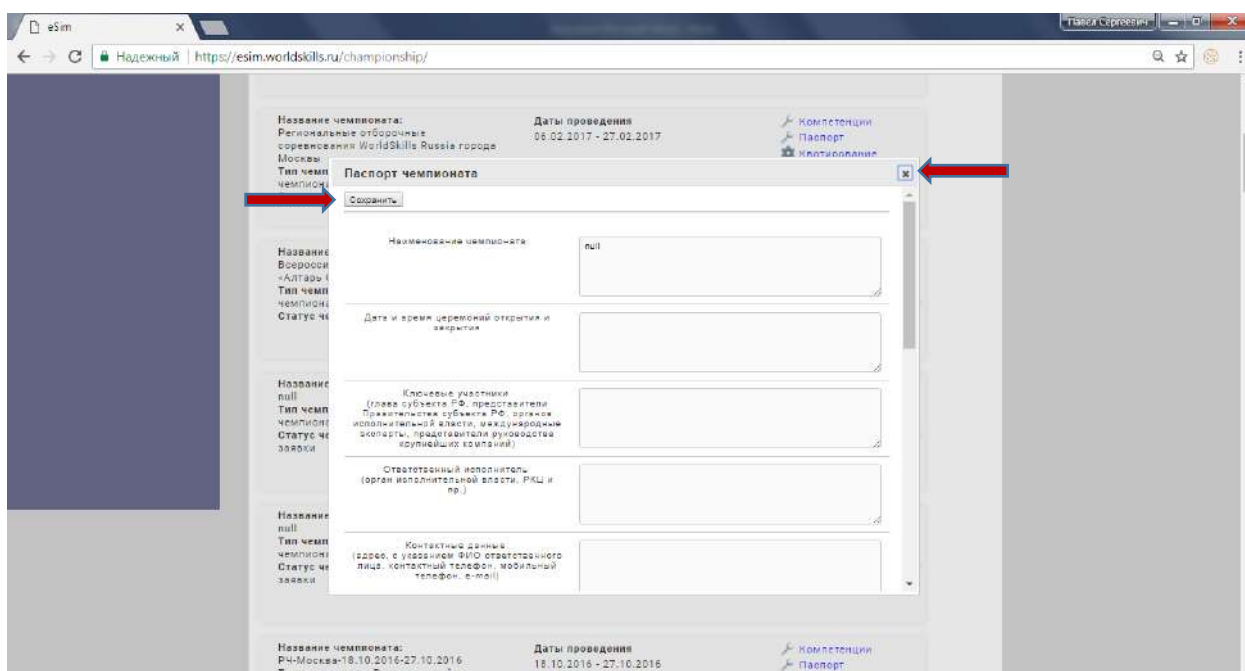 eSim
Павел Сергеевич
Надежный https://esim.worldskills.ru/championship/
Название чемпионата:
Региональные отборочные
соревнования WorldSkills Russia города
Москвы
Тип чемп
чемпион
Даты проведения
06.02.2017 - 27.02.2017
Компетенции
Паспорт
Квотирование
Паспорт чемпионата
Сохранить
Наименование чемпионата
null
Дата и время церемоний открытия и
закрытия
Ключевые участники
(глава субъекта РФ, представители
Правительства субъекта РФ, органов
исполнительной власти, международные
эксперты, представители руководства
крупнейших компаний)
Ответственный исполнитель
(орган исполнительной власти, РКЦ и
пр.)
Контактные данные
(адрес, с указанием ФИО ответственного
лица, контактный телефон, мобильный
телефон, e-mail)
Название
Всеросси
«Алтарь
Тип чемп
чемпиона
Статус че
Название
null
Тип чемп
чемпиона
Статус че
заявки
Название
null
Тип чемп
чемпиона
Статус че
заявки
Название чемпионата:
РЧ-Москва-18.10.2016-27.10.2016
Даты проведения
18.10.2016 - 27.10.2016
Компетенции
Паспорт